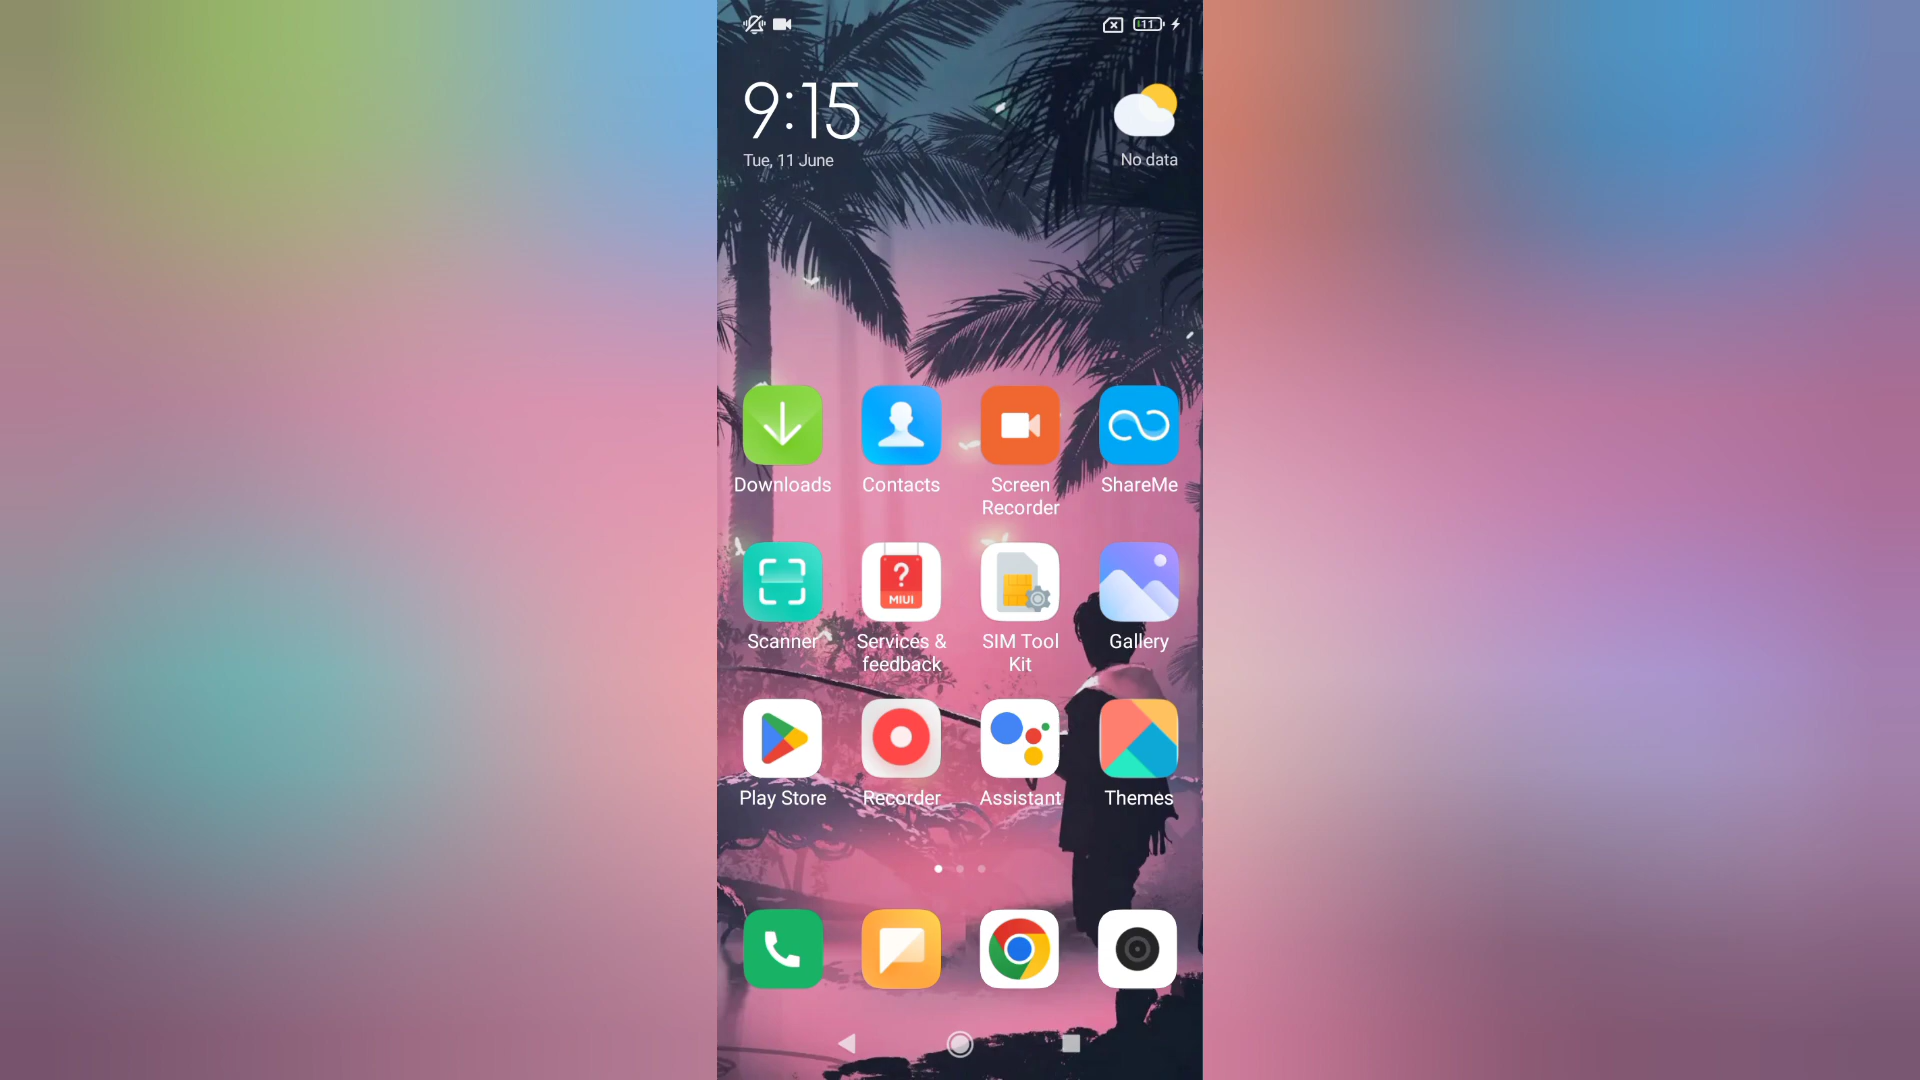 11
9:15
Tue, 11 June
No data
Downloads
Contacts
Screen
Recorder
ShareMe
Scanner
?
MIUI
Services &
feedback
SIM Tool
Kit
Gallery
Play Store
Recorder
Assistant
Themes